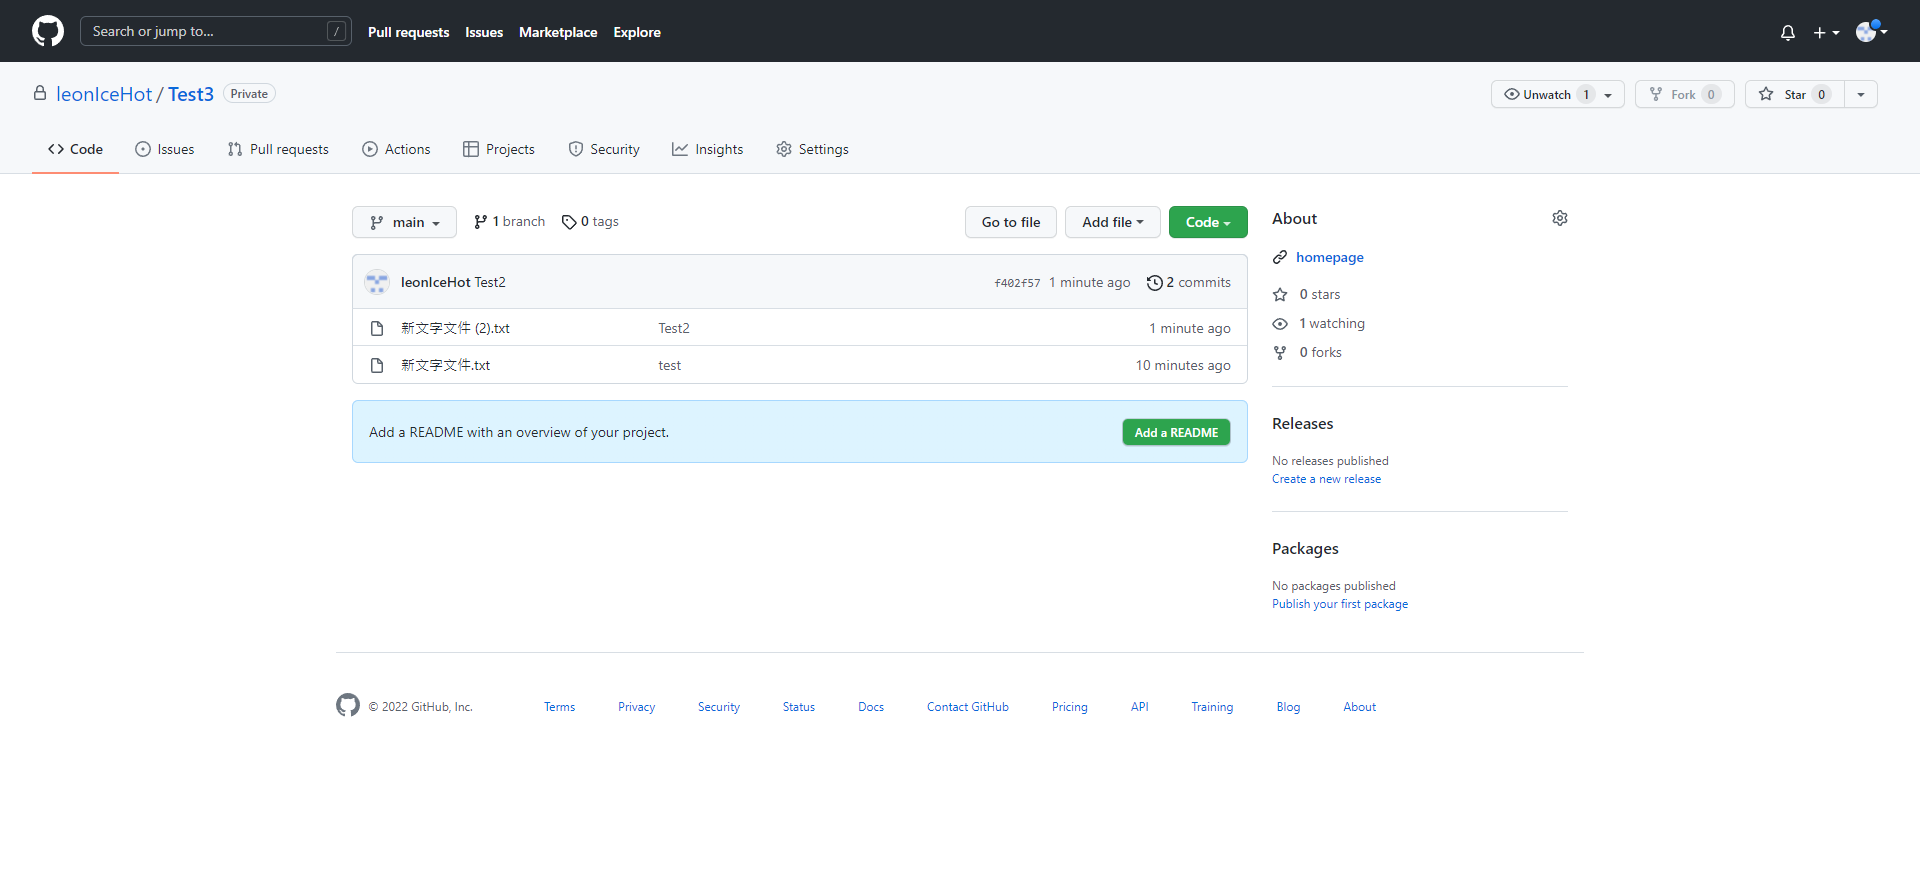 Search or jump to... / Pull requests Issues Marketplace Explore
leonIceHot / Test3 Private Unwatch 1 Fork 0 Star 0
Code Issues Pull requests Actions Projects Security Insights Settings
main 1 branch 0 tags Go to file Add file Code
leonIceHot Test2 f402f57 1 minute ago 2 commits
新文字文件 (2).txt Test2 1 minute ago
新文字文件.txt test 10 minutes ago
Add a README with an overview of your project. Add a README
About
homepage
0 stars
1 watching
0 forks
Releases
No releases published
Create a new release
Packages
No packages published
Publish your first package
© 2022 GitHub, Inc. Terms Privacy Security Status Docs Contact GitHub Pricing API Training Blog About